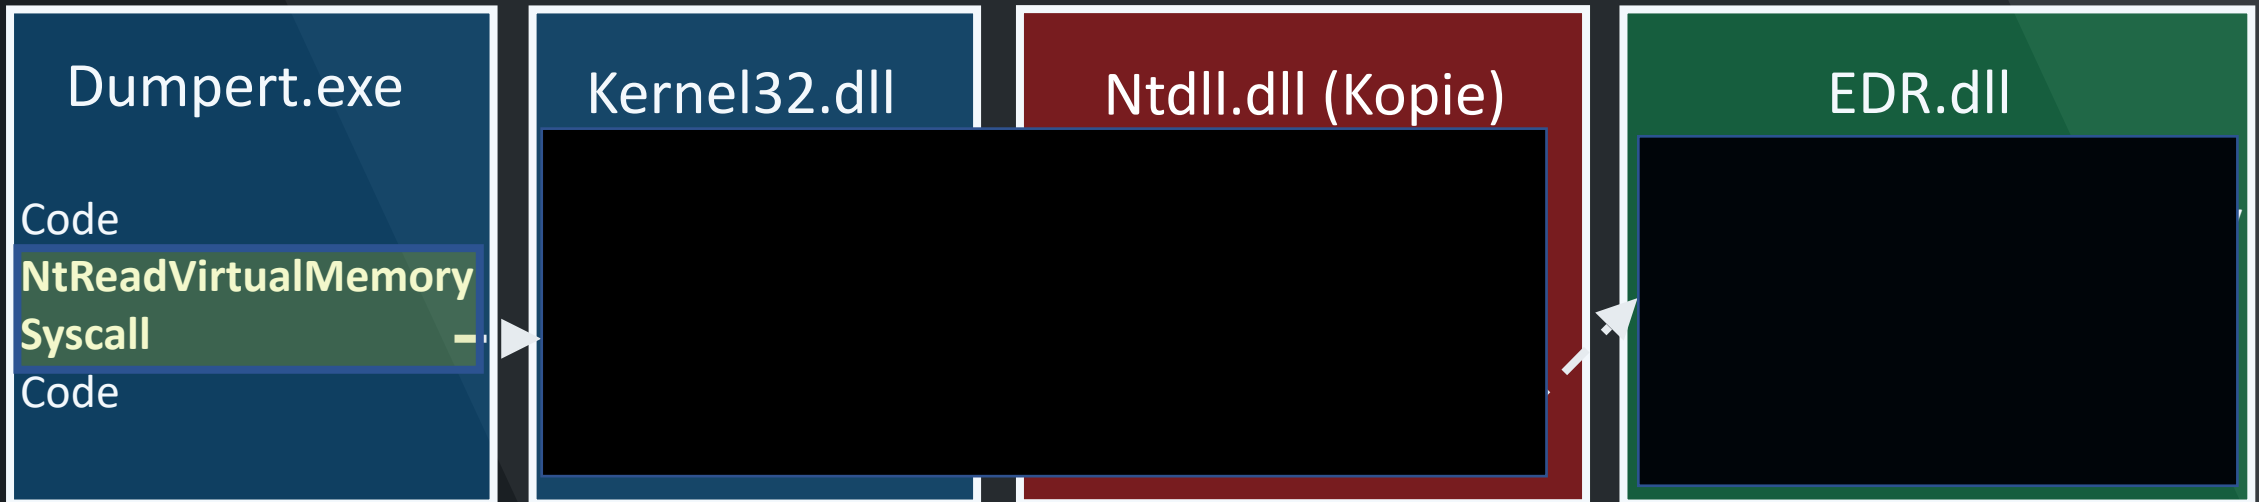 Dumpert.exe
Code
NtReadVirtualMemory
Syscall
Code
Kernel32.dll
Ntdll.dll (Kopie)
EDR.dll